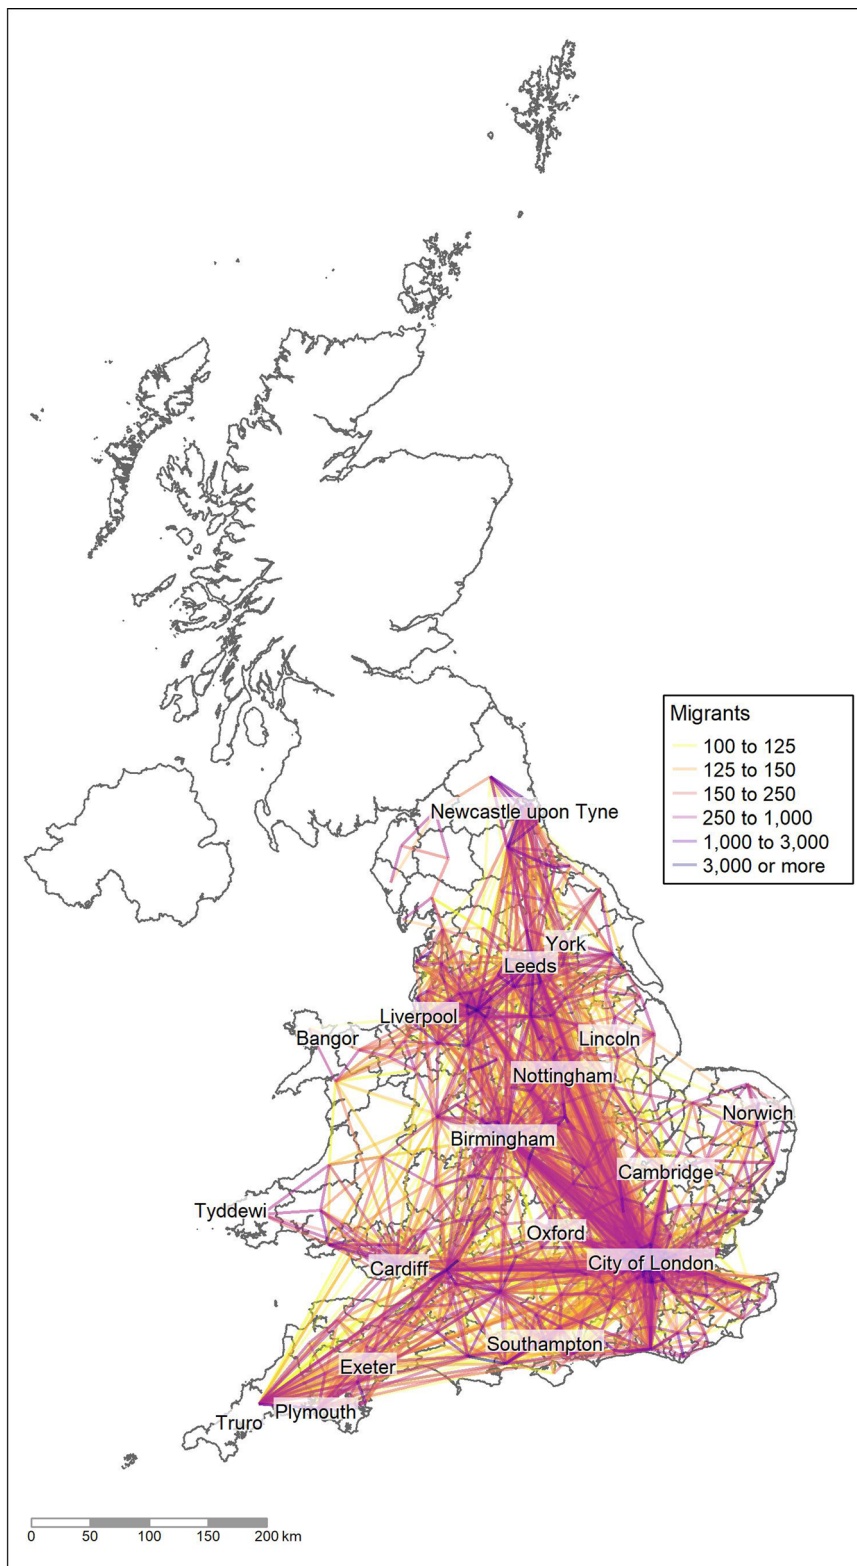 Migrants
100 to 125
125 to 150
150 to 250
250 to 1,000
1,000 to 3,000
3,000 or more
Newcastle upon Tyne
York
Leeds
Liverpool
Bangor
Lincoln
Nottingham
Norwich
Birmingham
Cambridge
Tyddewi
Oxford
City of London
Cardiff
Southampton
Exeter
Plymouth
Truro
0 50 100 150 200 km